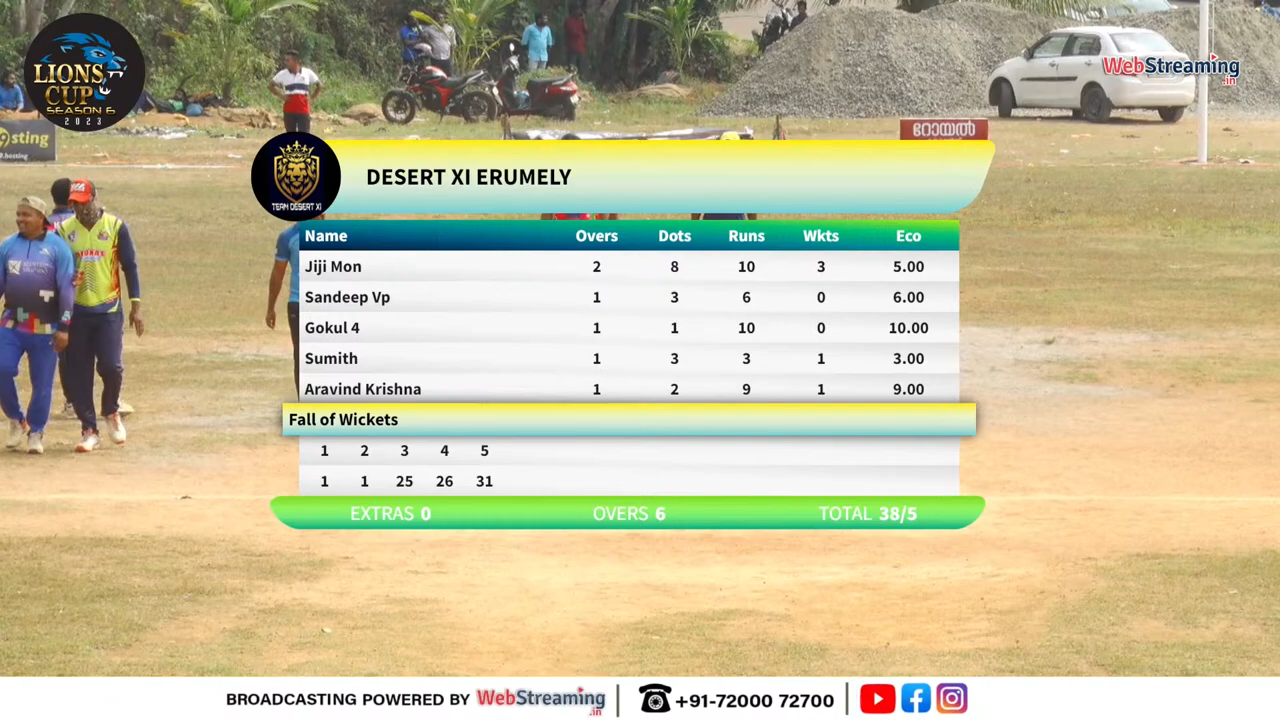 LIONS
CUP
SEASON 6
2023
WebStreaming
.in
sting
.hosting
റോയൽ
TEAM DESERT XI
DESERT XI ERUMELY
Name Overs Dots Runs Wkts Eco
Jiji Mon 2 8 10 3 5.00
Sandeep Vp 1 3 6 0 6.00
Gokul 4 1 1 10 0 10.00
Sumith 1 3 3 1 3.00
Aravind Krishna 1 2 9 1 9.00
Fall of Wickets
1 2 3 4 5
1 1 25 26 31
EXTRAS 0 OVERS 6 TOTAL 38/5
BROADCASTING POWERED BY WebStreaming.in +91-72000 72700